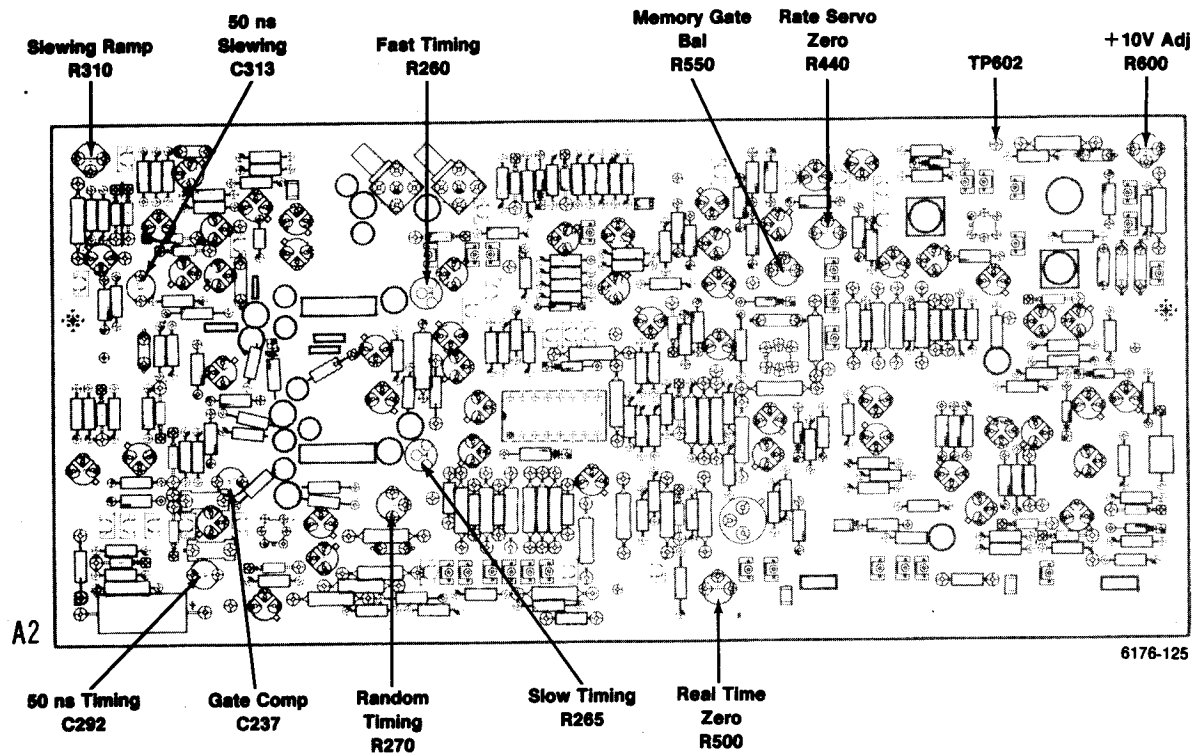 Slewing Ramp
R310
50 ns
Slewing
C313
Fast Timing
R260
Memory Gate
Bal
R550
Rate Servo
Zero
R440
TP602
+10V Adj
R600
A2
6176-125
50 ns Timing
C292
Gate Comp
C237
Random
Timing
R270
Slow Timing
R265
Real Time
Zero
R500